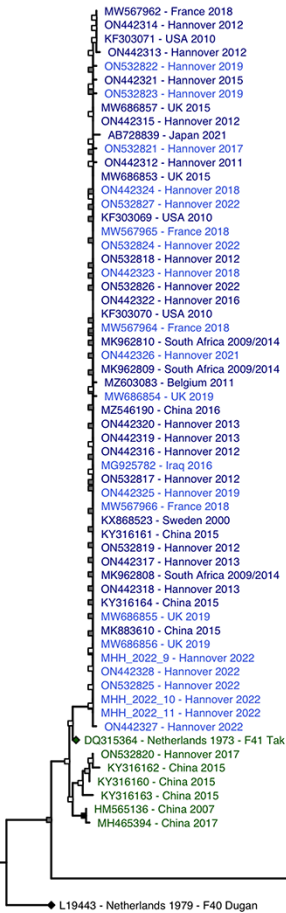 MW567962 - France 2018
ON442314 - Hannover 2012
KF303071 - USA 2010
ON442313 - Hannover 2012
ON532822 - Hannover 2019
ON442321 - Hannover 2015
ON532823 - Hannover 2019
MW686857 - UK 2015
ON442315 - Hannover 2012
AB728839 - Japan 2021
ON532821 - Hannover 2017
ON442312 - Hannover 2011
MW686853 - UK 2015
ON442324 - Hannover 2018
ON532827 - Hannover 2022
KF303069 - USA 2010
MW567965 - France 2018
ON532824 - Hannover 2022
ON532818 - Hannover 2012
ON442323 - Hannover 2018
ON532826 - Hannover 2022
ON442322 - Hannover 2016
KF303070 - USA 2010
MW567964 - France 2018
MK962810 - South Africa 2009/2014
ON442326 - Hannover 2021
MK962809 - South Africa 2009/2014
MZ603083 - Belgium 2011
MW686854 - UK 2019
MZ546190 - China 2016
ON442320 - Hannover 2013
ON442319 - Hannover 2013
ON442316 - Hannover 2012
MG925782 - Iraq 2016
ON532817 - Hannover 2012
ON442325 - Hannover 2019
MW567966 - France 2018
KX868523 - Sweden 2000
KY316161 - China 2015
ON532819 - Hannover 2012
ON442317 - Hannover 2013
MK962808 - South Africa 2009/2014
ON442318 - Hannover 2013
KY316164 - China 2015
MW686855 - UK 2019
MK883610 - China 2015
MW686856 - UK 2019
MHH_2022_9 - Hannover 2022
ON442328 - Hannover 2022
ON532825 - Hannover 2022
MHH_2022_10 - Hannover 2022
MHH_2022_11 - Hannover 2022
ON442327 - Hannover 2022
DQ315364 - Netherlands 1973 - F41 Tak
ON532820 - Hannover 2017
KY316162 - China 2015
KY316160 - China 2015
KY316163 - China 2015
HM565136 - China 2007
MH465394 - China 2017
L19443 - Netherlands 1979 - F40 Dugan